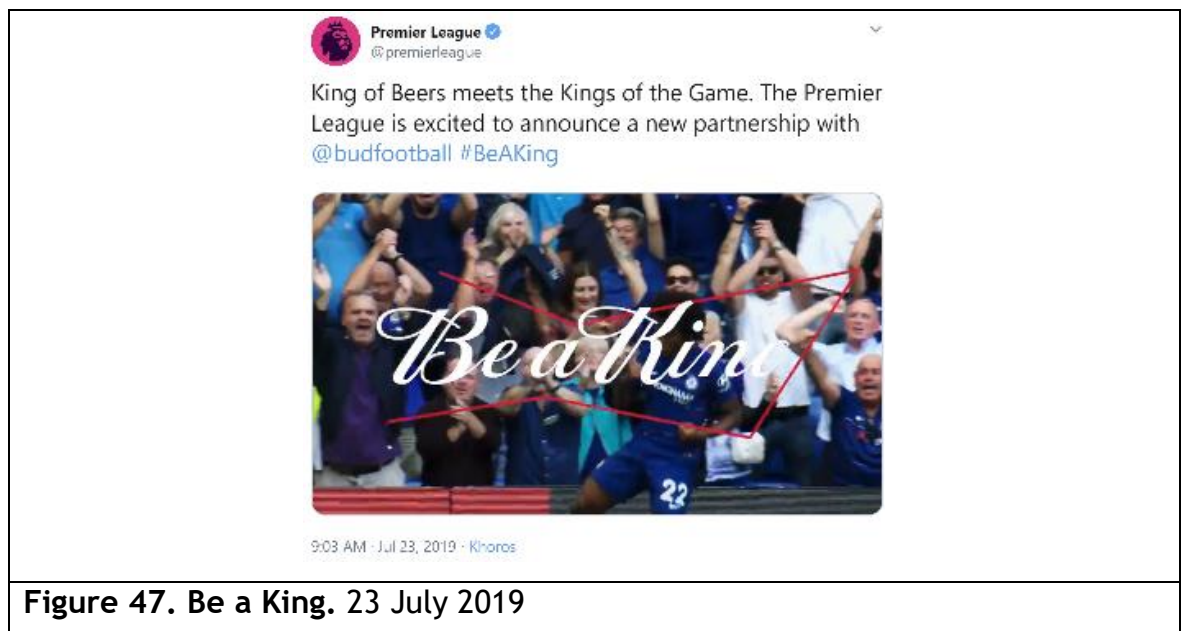 Premier League
@premierleague
King of Beers meets the Kings of the Game. The Premier
League is excited to announce a new partnership with
@budfootball #BeAKing
Be a King
YOKOHAMA
22
9:03 AM · Jul 23, 2019 · Khoros
Figure 47. Be a King. 23 July 2019